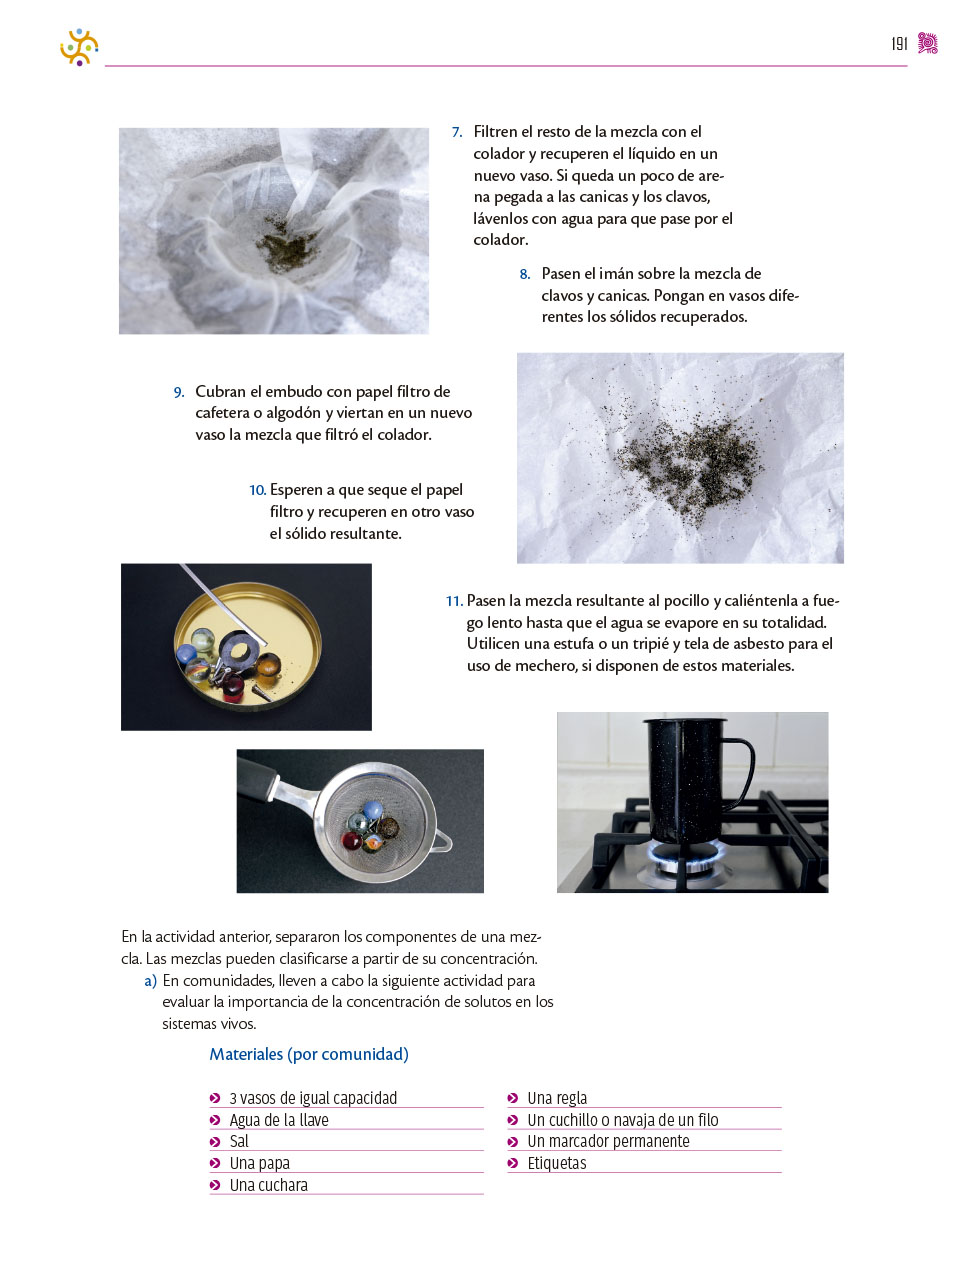 191
7. Filtren el resto de la mezcla con el
colador y recuperen el líquido en un
nuevo vaso. Si queda un poco de are-
na pegada a las canicas y los clavos,
lávenlos con agua para que pase por el
colador.
8. Pasen el imán sobre la mezcla de
clavos y canicas. Pongan en vasos dife-
rentes los sólidos recuperados.
9. Cubran el embudo con papel filtro de
cafetera o algodón y viertan en un nuevo
vaso la mezcla que filtró el colador.
10. Esperen a que seque el papel
filtro y recuperen en otro vaso
el sólido resultante.
11. Pasen la mezcla resultante al pocillo y caliéntenla a fue-
go lento hasta que el agua se evapore en su totalidad.
Utilicen una estufa o un tripié y tela de asbesto para el
uso de mechero, si disponen de estos materiales.
En la actividad anterior, separaron los componentes de una mez-
cla. Las mezclas pueden clasificarse a partir de su concentración.
a) En comunidades, lleven a cabo la siguiente actividad para
evaluar la importancia de la concentración de solutos en los
sistemas vivos.
Materiales (por comunidad)
3 vasos de igual capacidad
Agua de la llave
Sal
Una papa
Una cuchara
Una regla
Un cuchillo o navaja de un filo
Un marcador permanente
Etiquetas